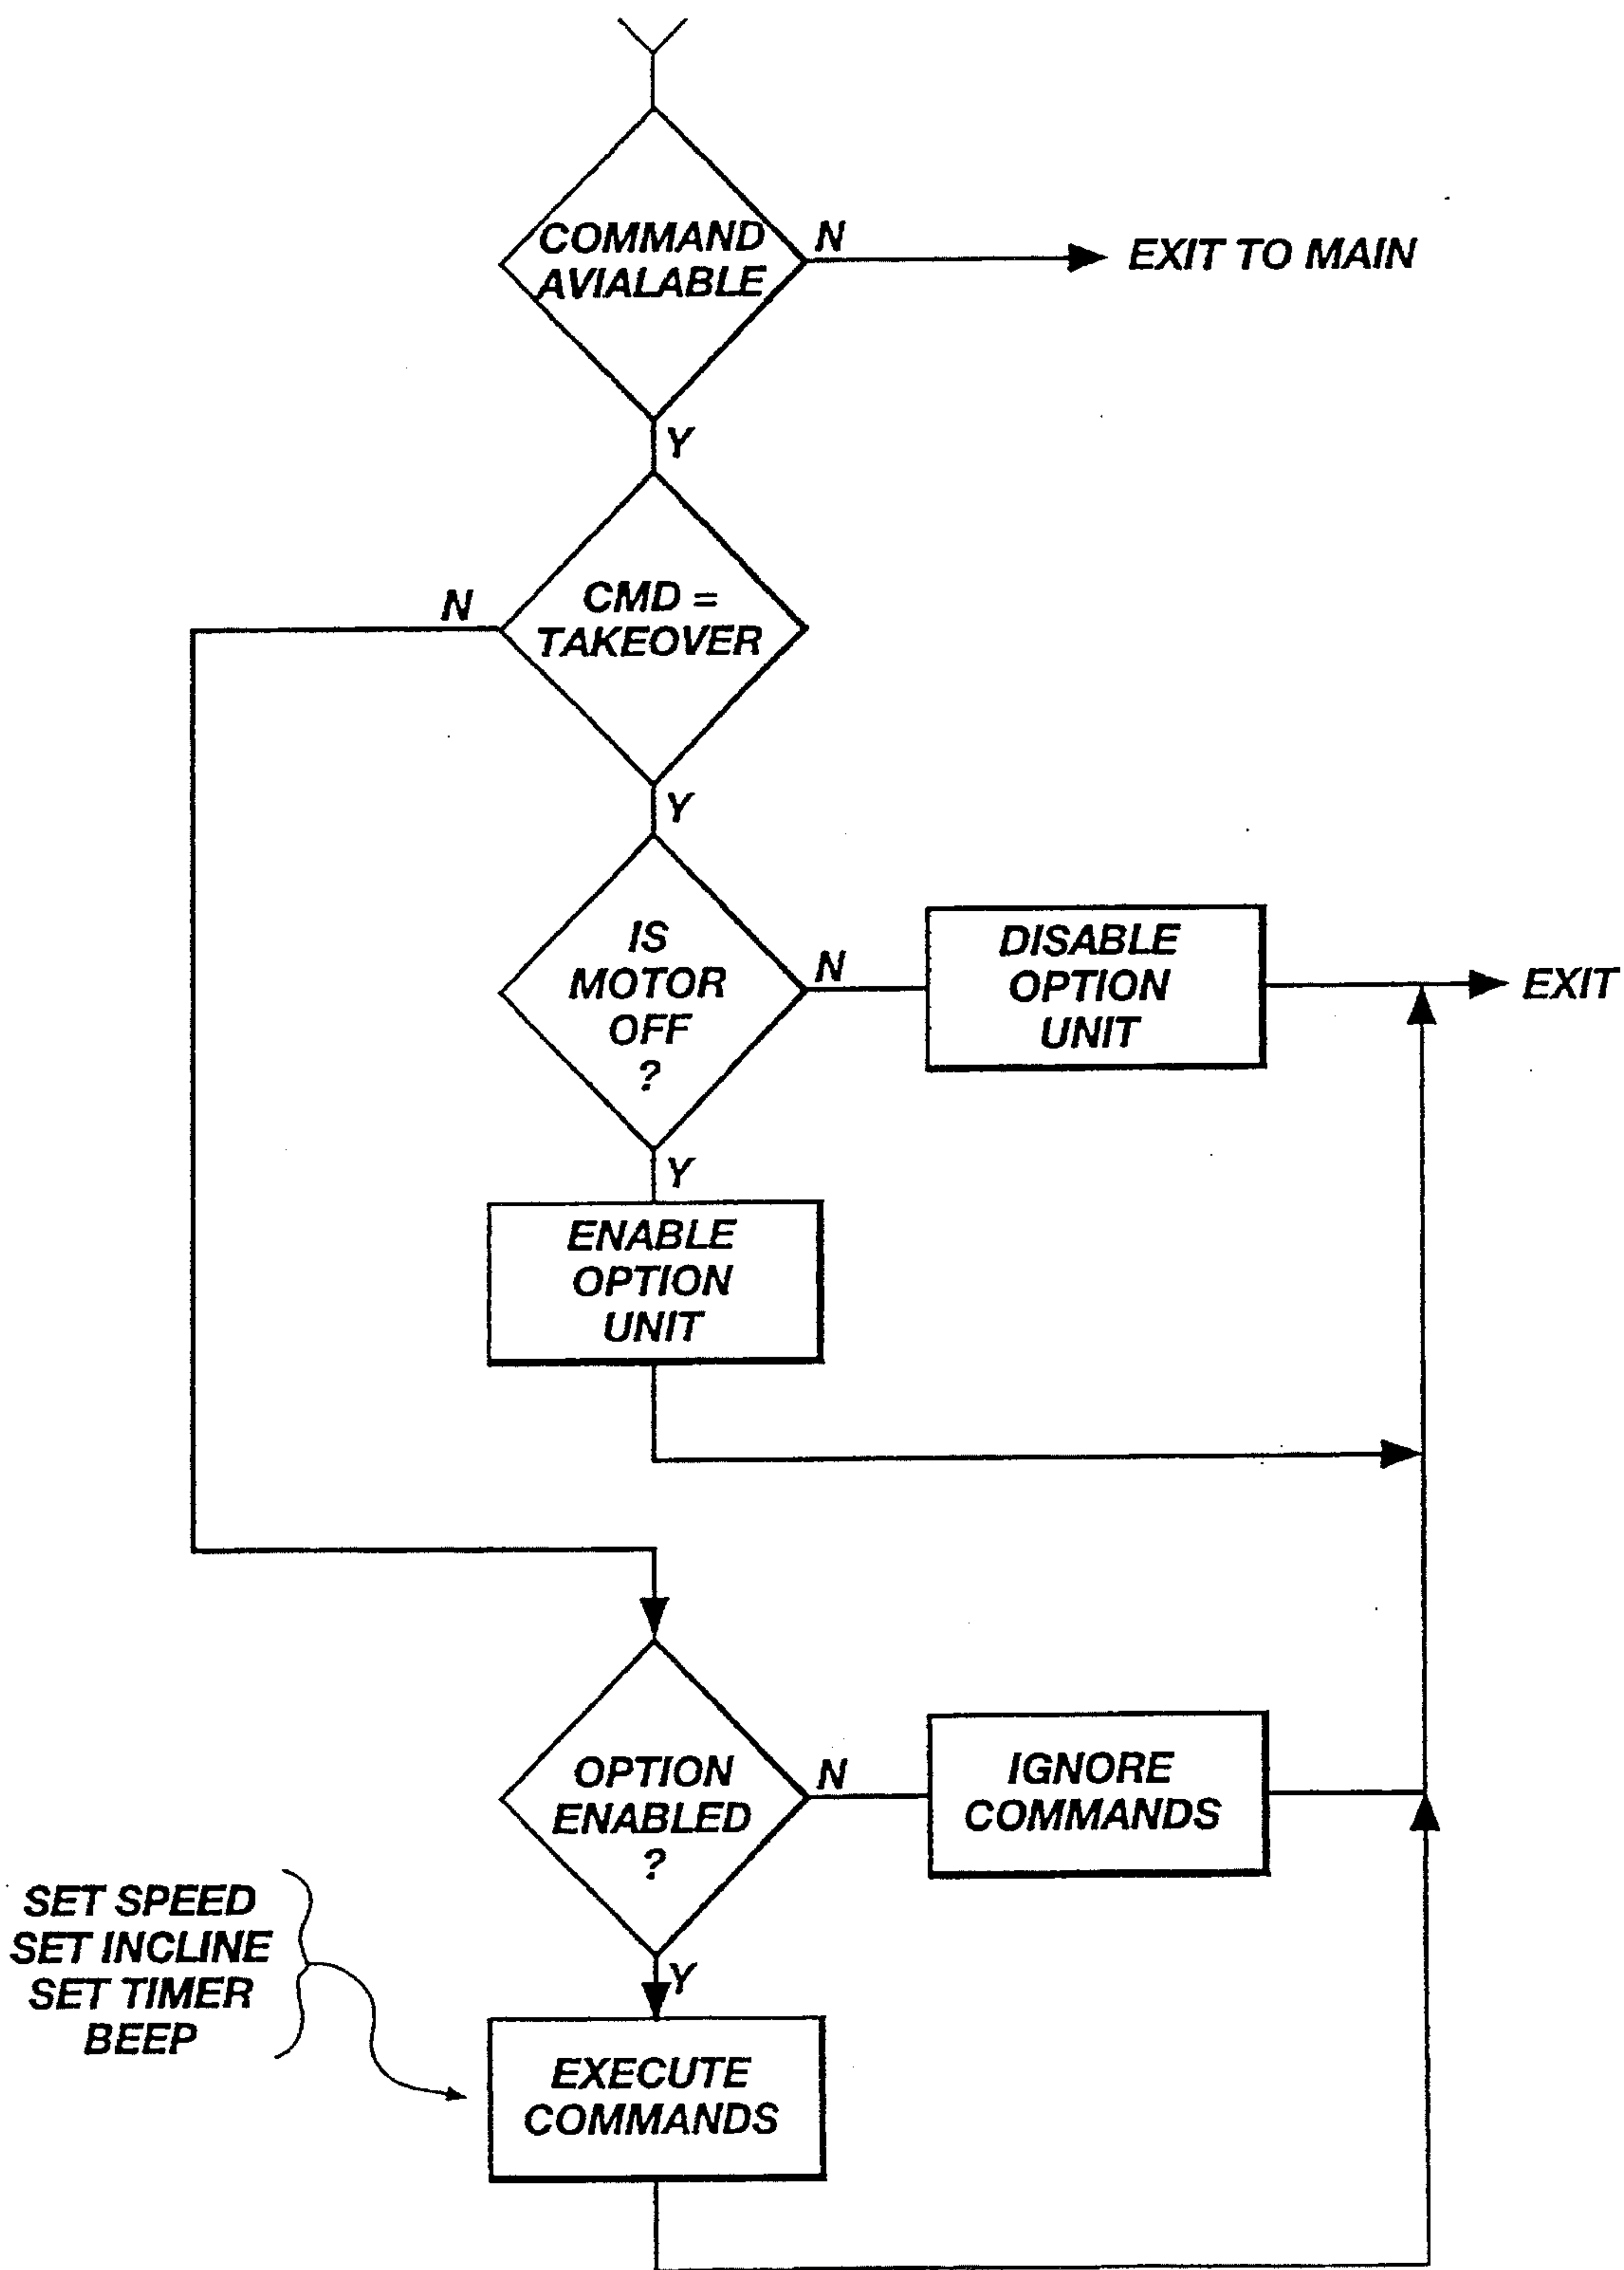 COMMAND
AVIALABLE
N
EXIT TO MAIN
Y
N
CMD =
TAKEOVER
Y
IS
MOTOR
OFF
?
N
DISABLE
OPTION
UNIT
EXIT
Y
ENABLE
OPTION
UNIT
OPTION
ENABLED
?
N
IGNORE
COMMANDS
SET SPEED
SET INCLINE
SET TIMER
BEEP
Y
EXECUTE
COMMANDS